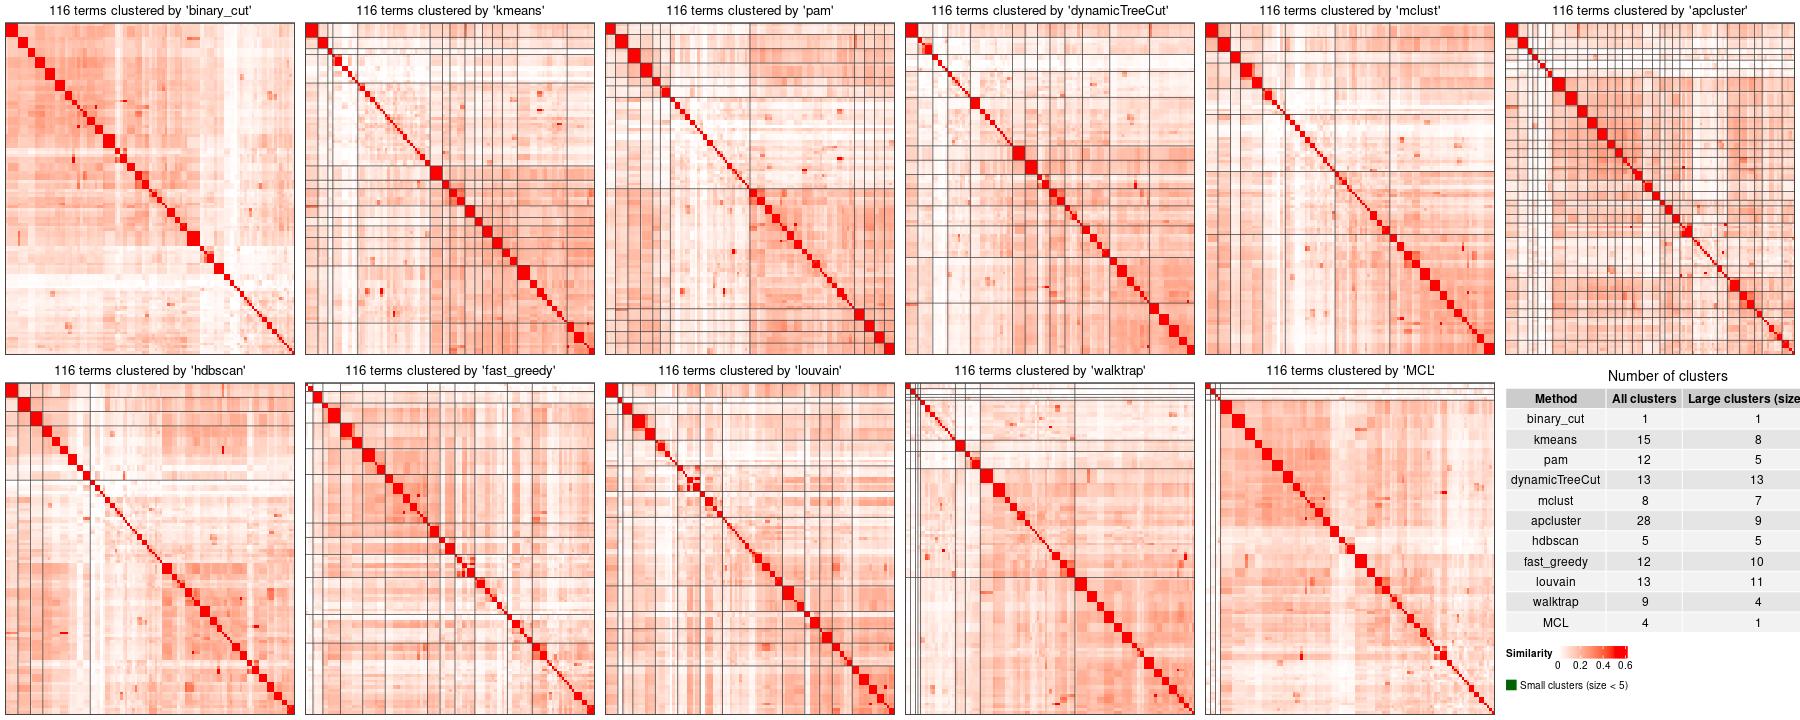 116 terms clustered by 'binary_cut'
116 terms clustered by 'kmeans'
116 terms clustered by 'pam'
116 terms clustered by 'dynamicTreeCut'
116 terms clustered by 'mclust'
116 terms clustered by 'apcluster'
116 terms clustered by 'hdbscan'
116 terms clustered by 'fast_greedy'
116 terms clustered by 'louvain'
116 terms clustered by 'walktrap'
116 terms clustered by 'MCL'
Number of clusters
Method All clusters Large clusters (size
binary_cut 1 1
kmeans 15 8
pam 12 5
dynamicTreeCut 13 13
mclust 8 7
apcluster 28 9
hdbscan 5 5
fast_greedy 12 10
louvain 13 11
walktrap 9 4
MCL 4 1
Similarity
0 0.2 0.4 0.6
Small clusters (size < 5)